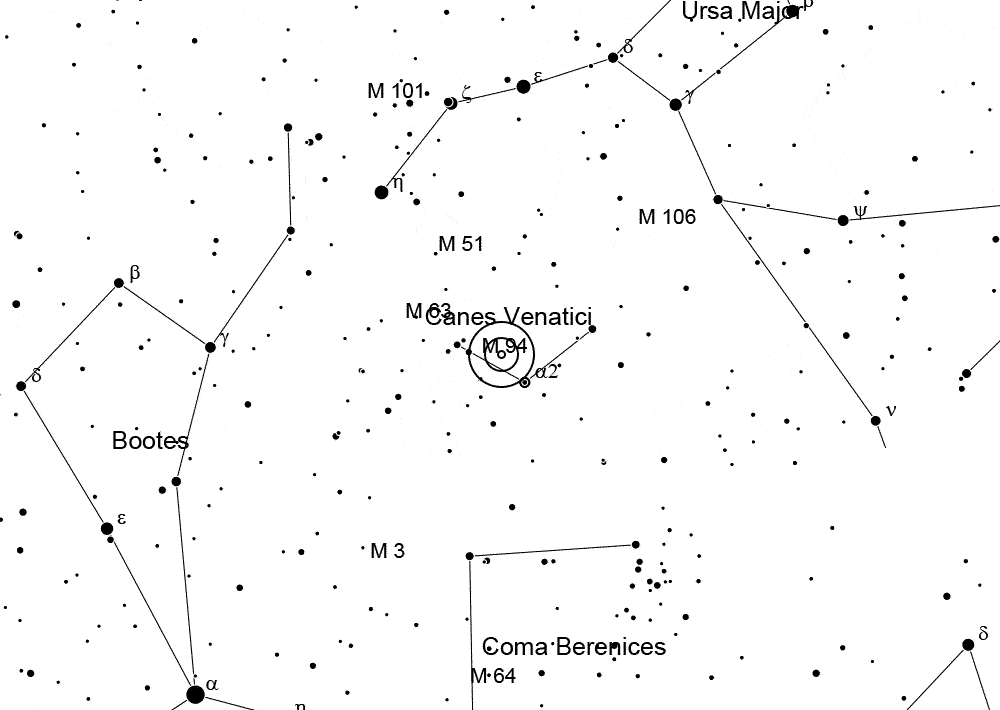 Ursa Major
β
δ
ε
M 101
ζ
γ
η
ψ
M 106
M 51
β
M 63
Canes Venatici
γ
M 94
α2
δ
ν
Bootes
ε
M 3
δ
Coma Berenices
M 64
α
η